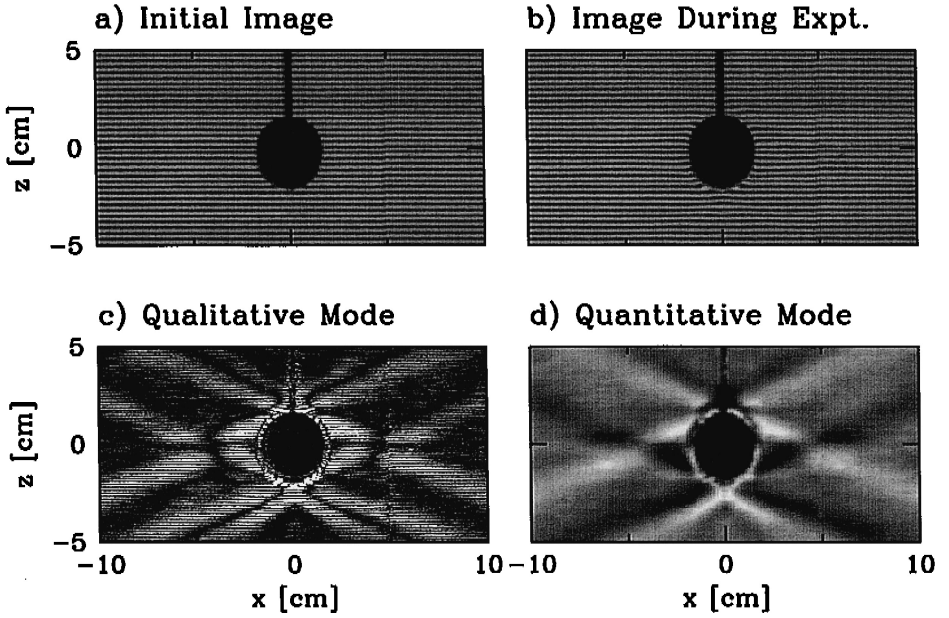 a) Initial Image
b) Image During Expt.
5
0
-5
z [cm]
c) Qualitative Mode
d) Quantitative Mode
5
0
-5
z [cm]
-10 0 10
-10 0 10
x [cm]
x [cm]